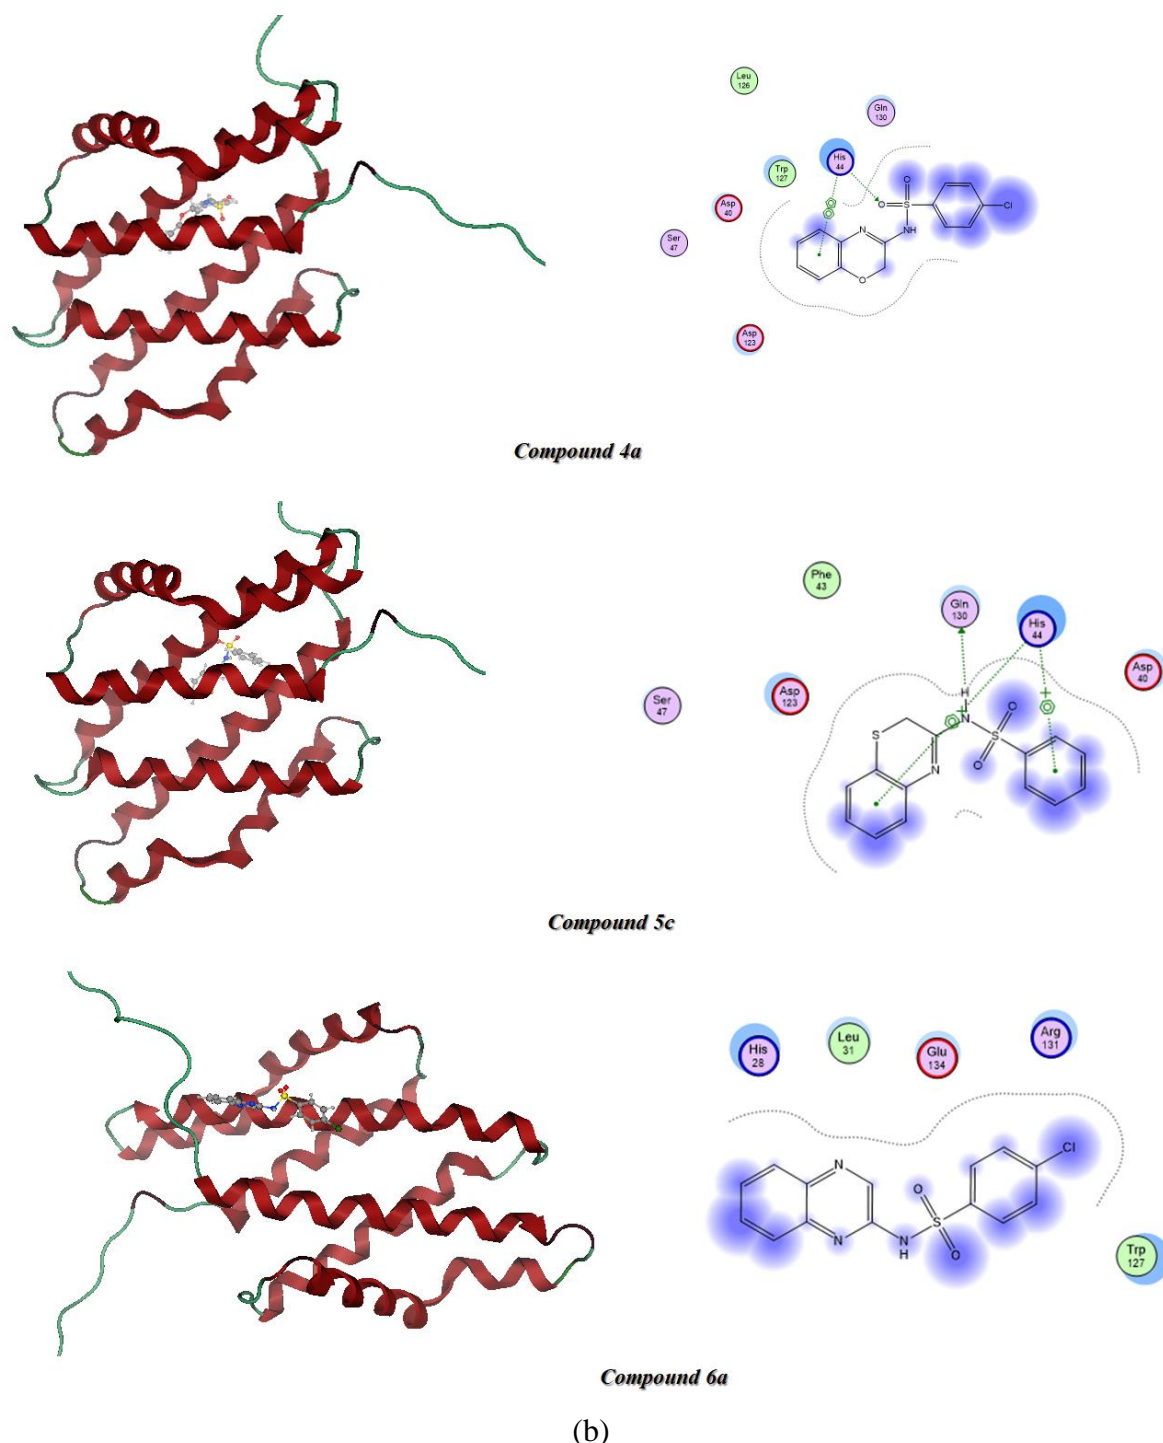 Leu
126
Gln
130
His
44
Trp
127
Asp
40
Ser
47
Asp
123
O
O
S
Cl
N
NH
O
Compound 4a
Phe
43
Gln
130
His
44
Asp
40
Asp
123
Ser
47
H
N
O
S
S
O
N
Compound 5c
His
28
Leu
31
Glu
134
Arg
131
Cl
N
O
S
N
N
H
O
Trp
127
Compound 6a
(b)